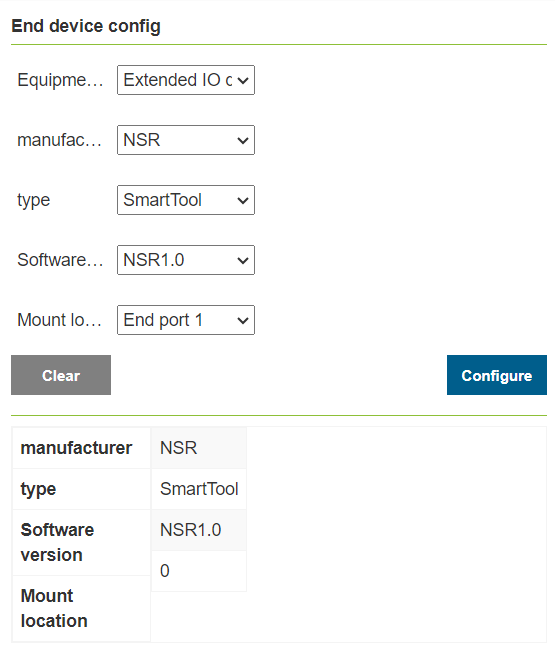 End device config
Equipme… Extended IO c
manufac… NSR
type SmartTool
Software… NSR1.0
Mount lo… End port 1
Clear Configure
manufacturer NSR
type SmartTool
Software version NSR1.0
Mount location 0